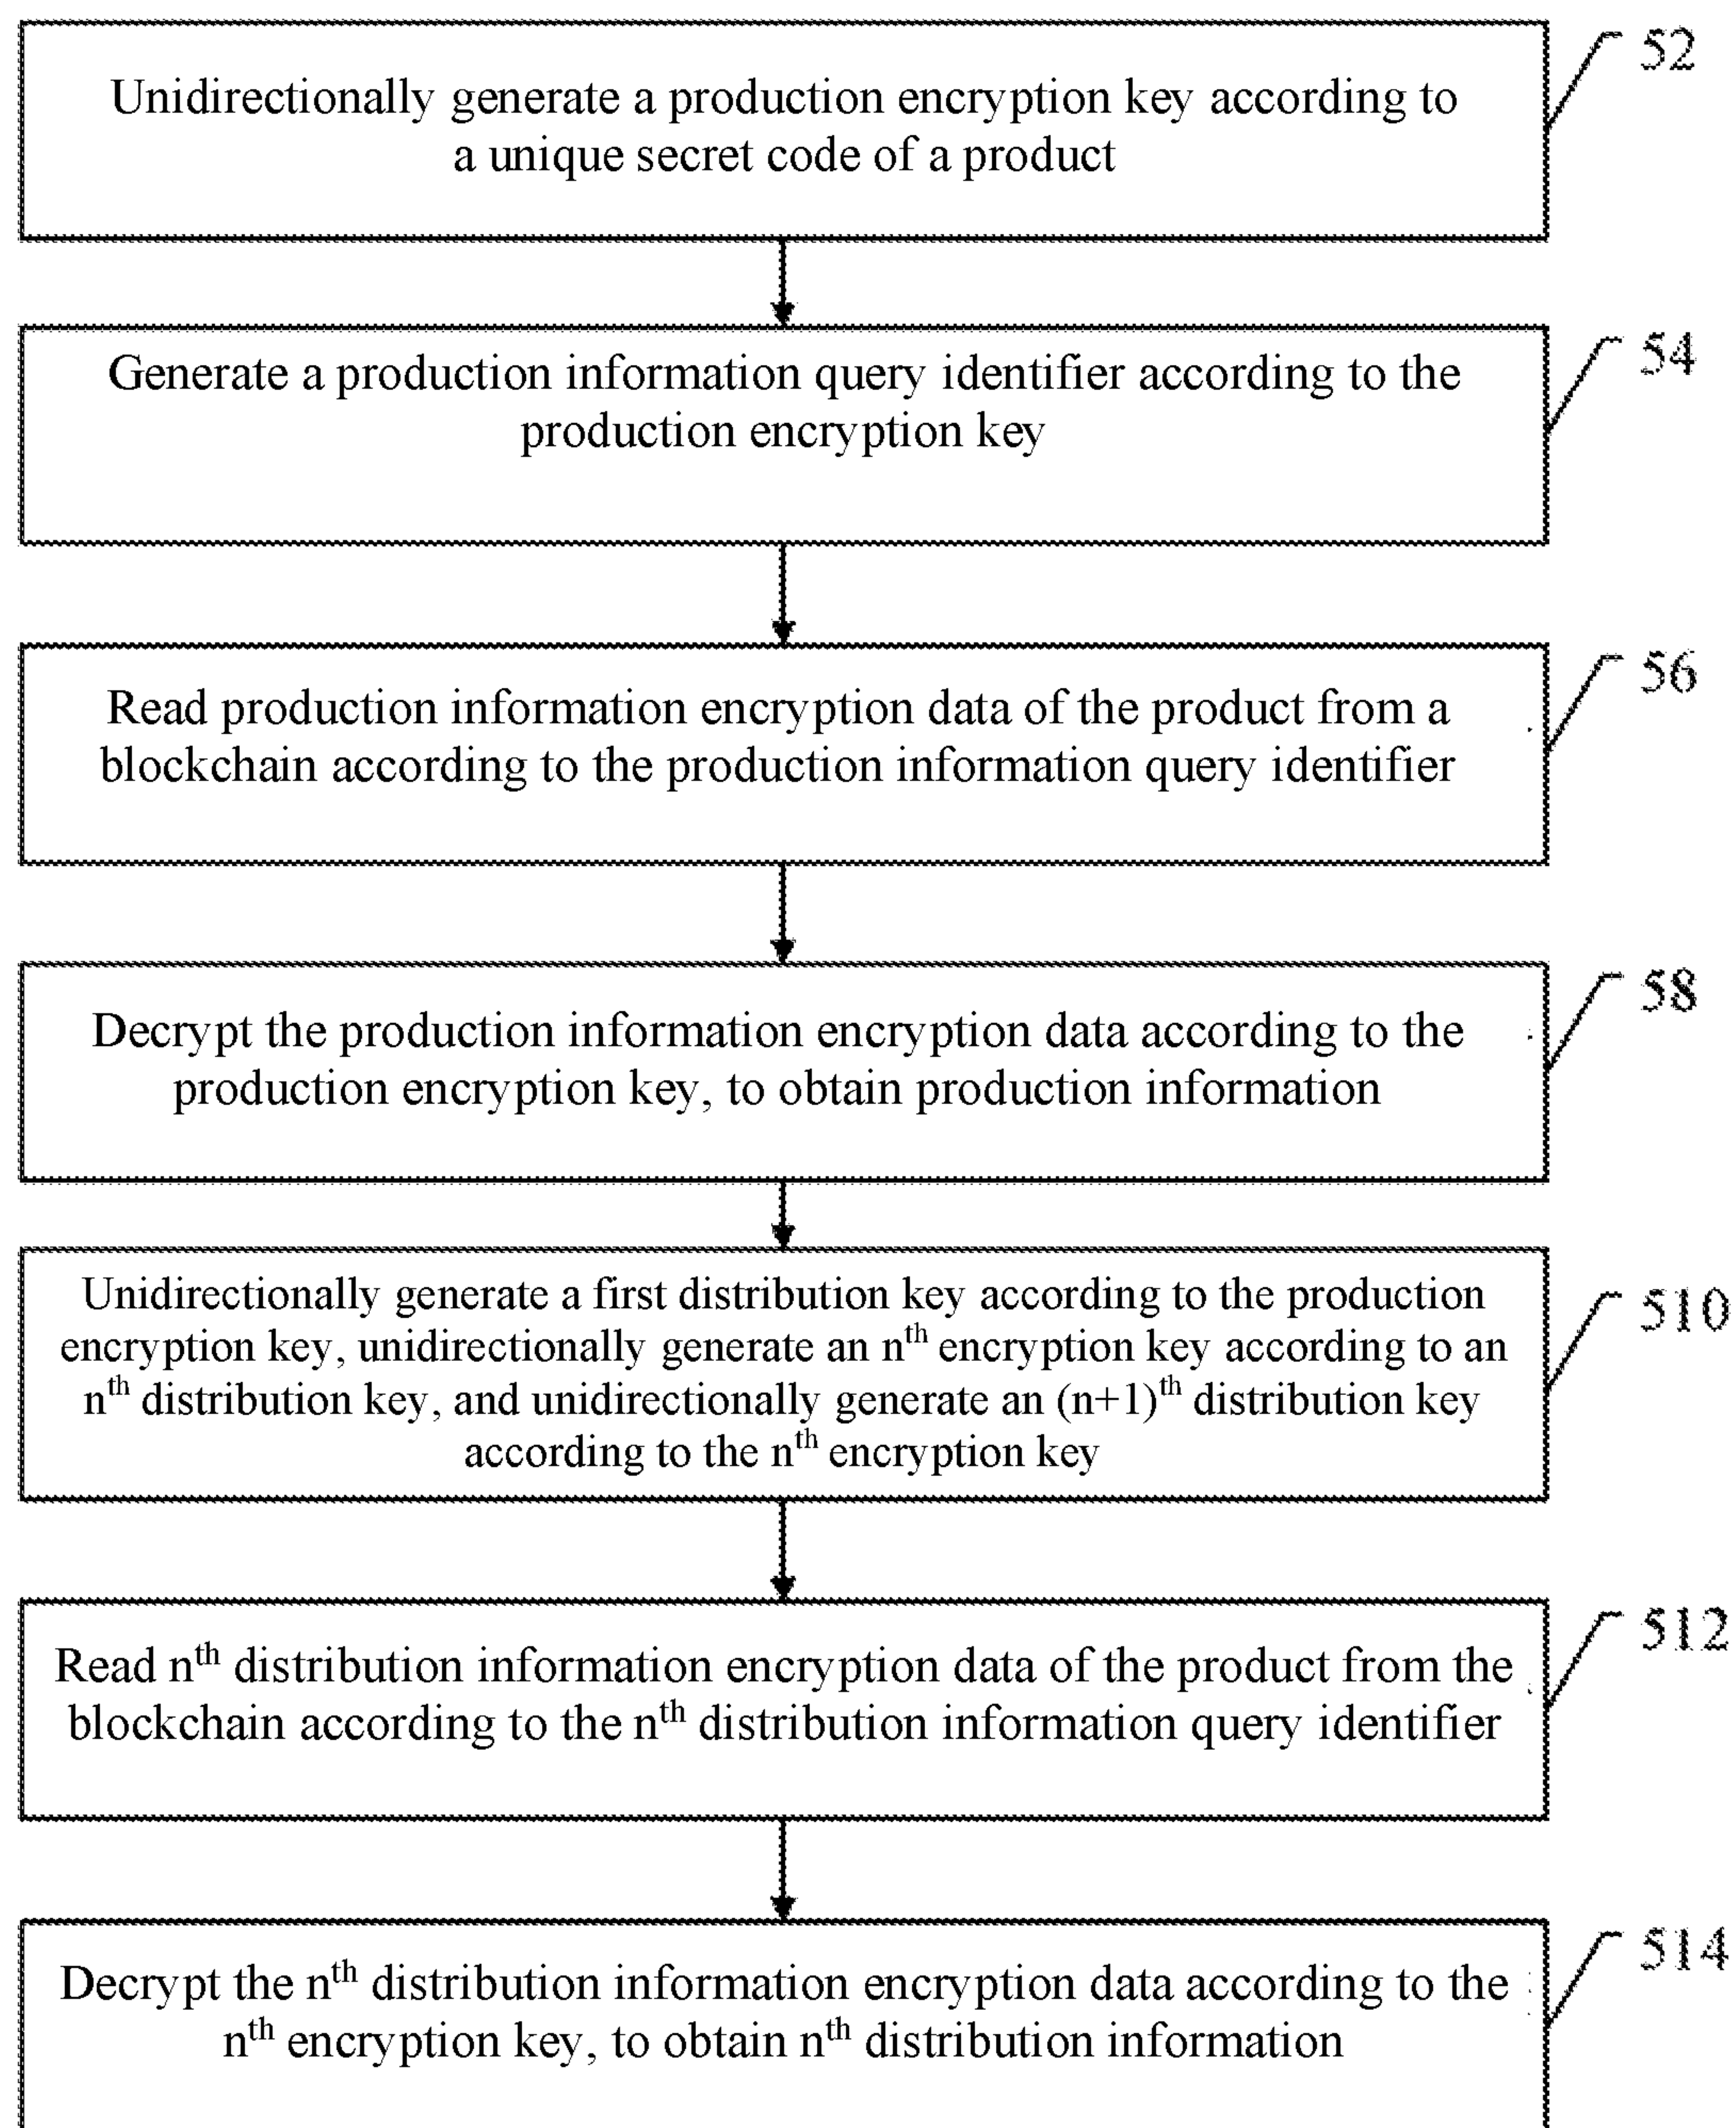 Unidirectionally generate a production encryption key according to
a unique secret code of a product
52
Generate a production information query identifier according to the
production encryption key
54
Read production information encryption data of the product from a
blockchain according to the production information query identifier
56
Decrypt the production information encryption data according to the
production encryption key, to obtain production information
58
Unidirectionally generate a first distribution key according to the production
encryption key, unidirectionally generate an nth encryption key according to an
nth distribution key, and unidirectionally generate an (n+1)th distribution key
according to the nth encryption key
510
Read nth distribution information encryption data of the product from the
blockchain according to the nth distribution information query identifier
512
Decrypt the nth distribution information encryption data according to the
nth encryption key, to obtain nth distribution information
514